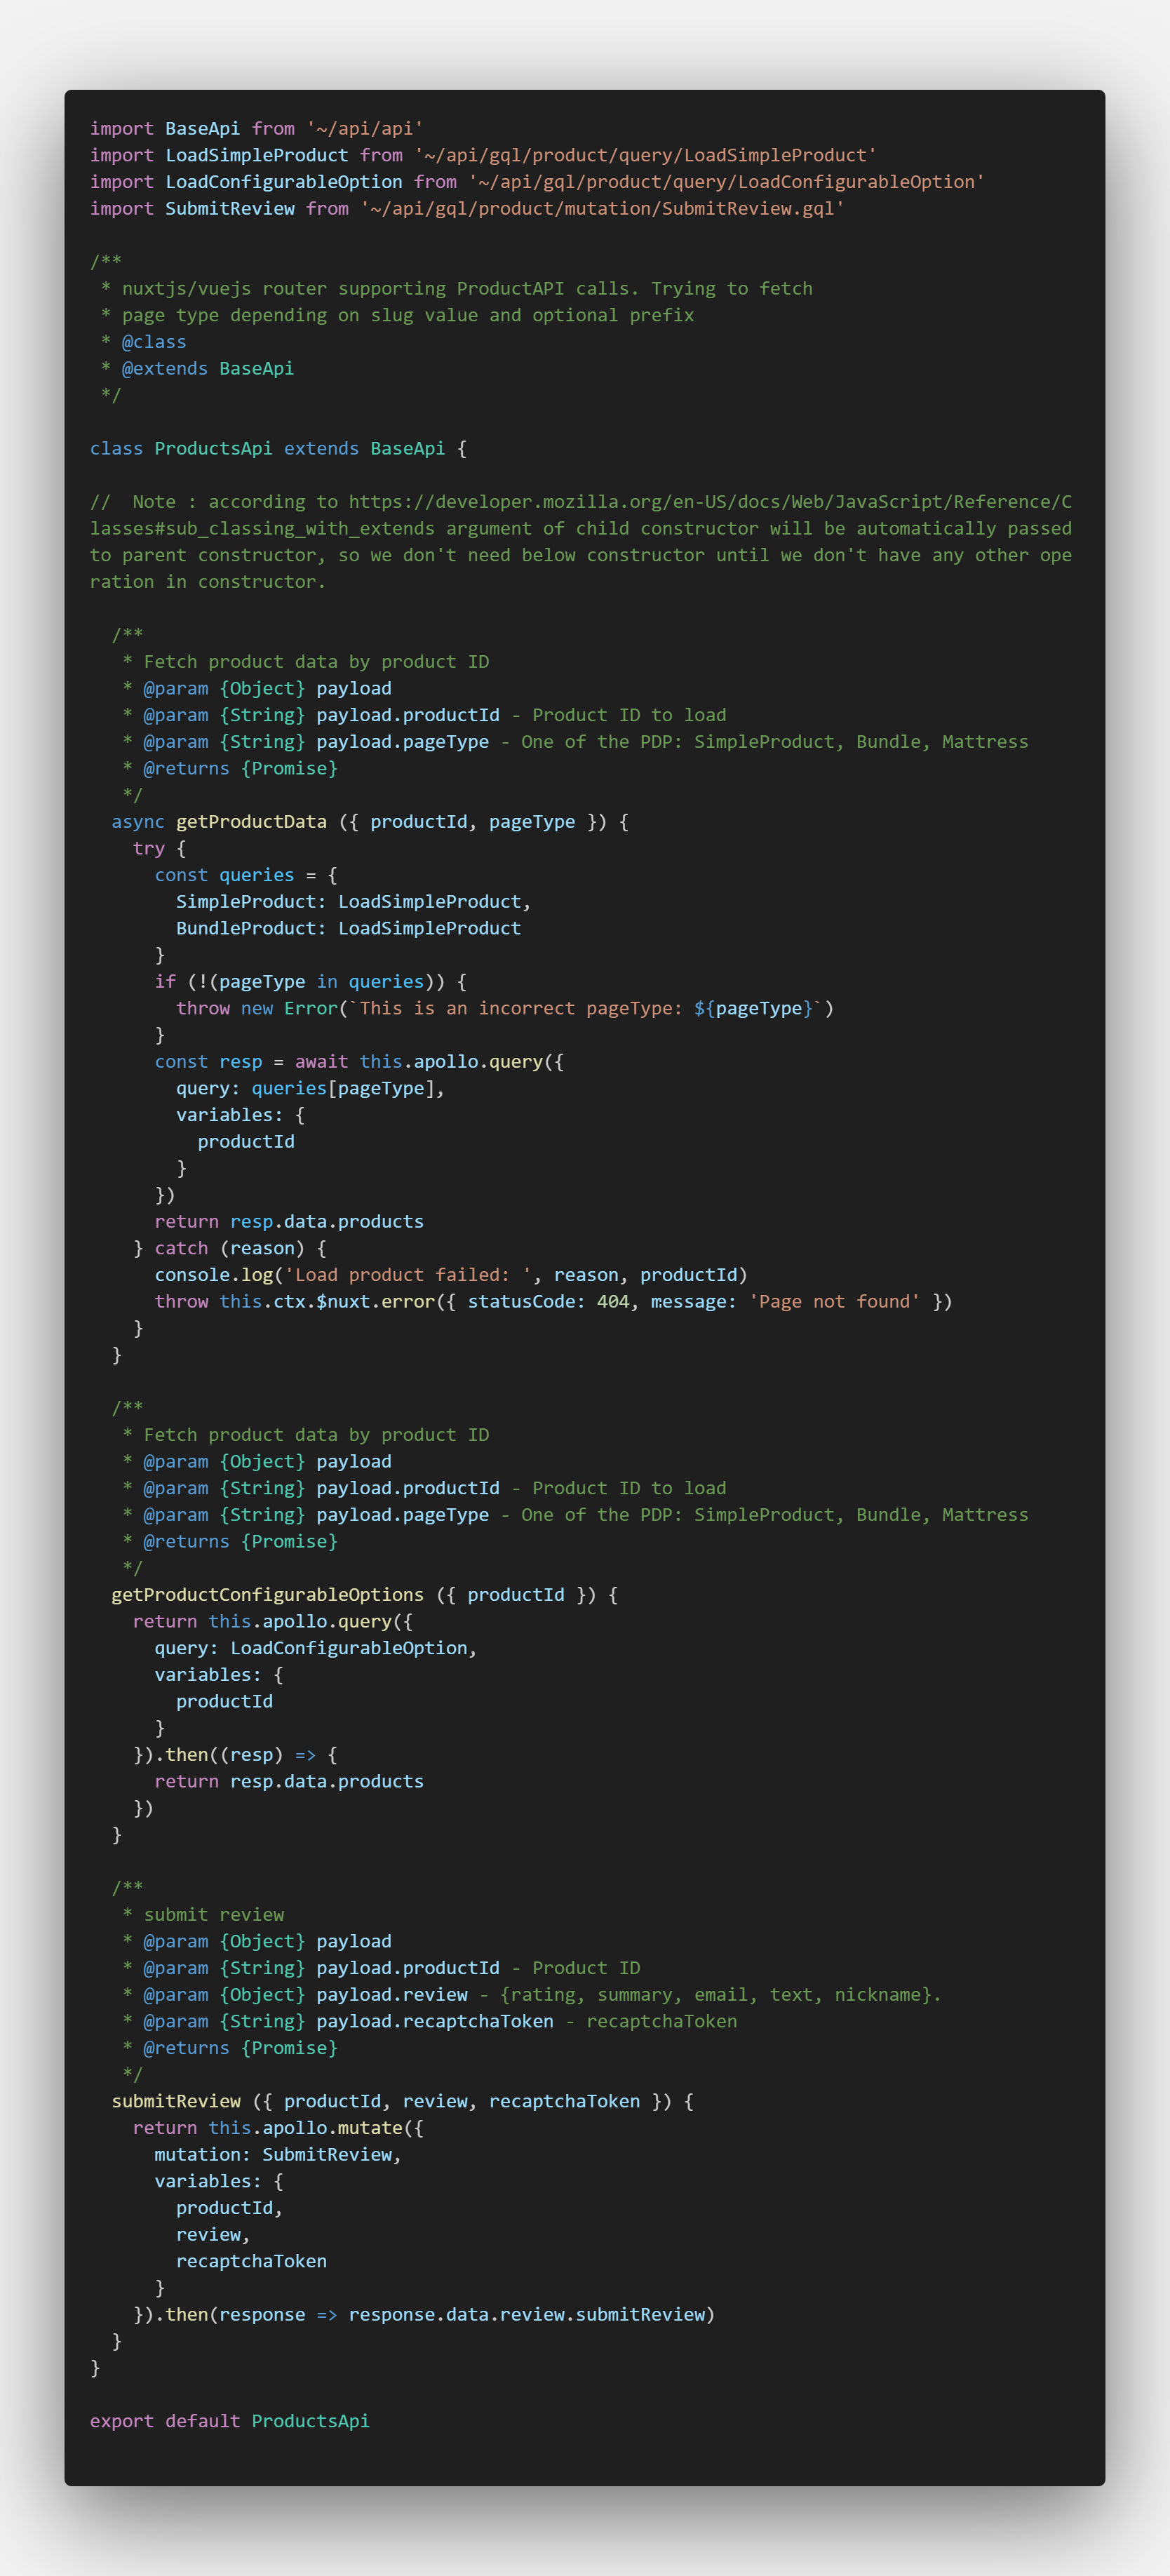 import BaseApi from '~/api/api'
import LoadSimpleProduct from '~/api/gql/product/query/LoadSimpleProduct'
import LoadConfigurableOption from '~/api/gql/product/query/LoadConfigurableOption'
import SubmitReview from '~/api/gql/product/mutation/SubmitReview.gql'

/**
 * nuxtjs/vuejs router supporting ProductAPI calls. Trying to fetch
 * page type depending on slug value and optional prefix
 * @class
 * @extends BaseApi
 */

class ProductsApi extends BaseApi {

//  Note : according to https://developer.mozilla.org/en-US/docs/Web/JavaScript/Reference/C
lasses#sub_classing_with_extends argument of child constructor will be automatically passed
to parent constructor, so we don't need below constructor until we don't have any other ope
ration in constructor.

  /**
   * Fetch product data by product ID
   * @param {Object} payload
   * @param {String} payload.productId - Product ID to load
   * @param {String} payload.pageType - One of the PDP: SimpleProduct, Bundle, Mattress
   * @returns {Promise}
   */
  async getProductData ({ productId, pageType }) {
    try {
      const queries = {
        SimpleProduct: LoadSimpleProduct,
        BundleProduct: LoadSimpleProduct
      }
      if (!(pageType in queries)) {
        throw new Error(`This is an incorrect pageType: ${pageType}`)
      }
      const resp = await this.apollo.query({
        query: queries[pageType],
        variables: {
          productId
        }
      })
      return resp.data.products
    } catch (reason) {
      console.log('Load product failed: ', reason, productId)
      throw this.ctx.$nuxt.error({ statusCode: 404, message: 'Page not found' })
    }
  }

  /**
   * Fetch product data by product ID
   * @param {Object} payload
   * @param {String} payload.productId - Product ID to load
   * @param {String} payload.pageType - One of the PDP: SimpleProduct, Bundle, Mattress
   * @returns {Promise}
   */
  getProductConfigurableOptions ({ productId }) {
    return this.apollo.query({
      query: LoadConfigurableOption,
      variables: {
        productId
      }
    }).then((resp) => {
      return resp.data.products
    })
  }

  /**
   * submit review
   * @param {Object} payload
   * @param {String} payload.productId - Product ID
   * @param {Object} payload.review - {rating, summary, email, text, nickname}.
   * @param {String} payload.recaptchaToken - recaptchaToken
   * @returns {Promise}
   */
  submitReview ({ productId, review, recaptchaToken }) {
    return this.apollo.mutate({
      mutation: SubmitReview,
      variables: {
        productId,
        review,
        recaptchaToken
      }
    }).then(response => response.data.review.submitReview)
  }
}

export default ProductsApi